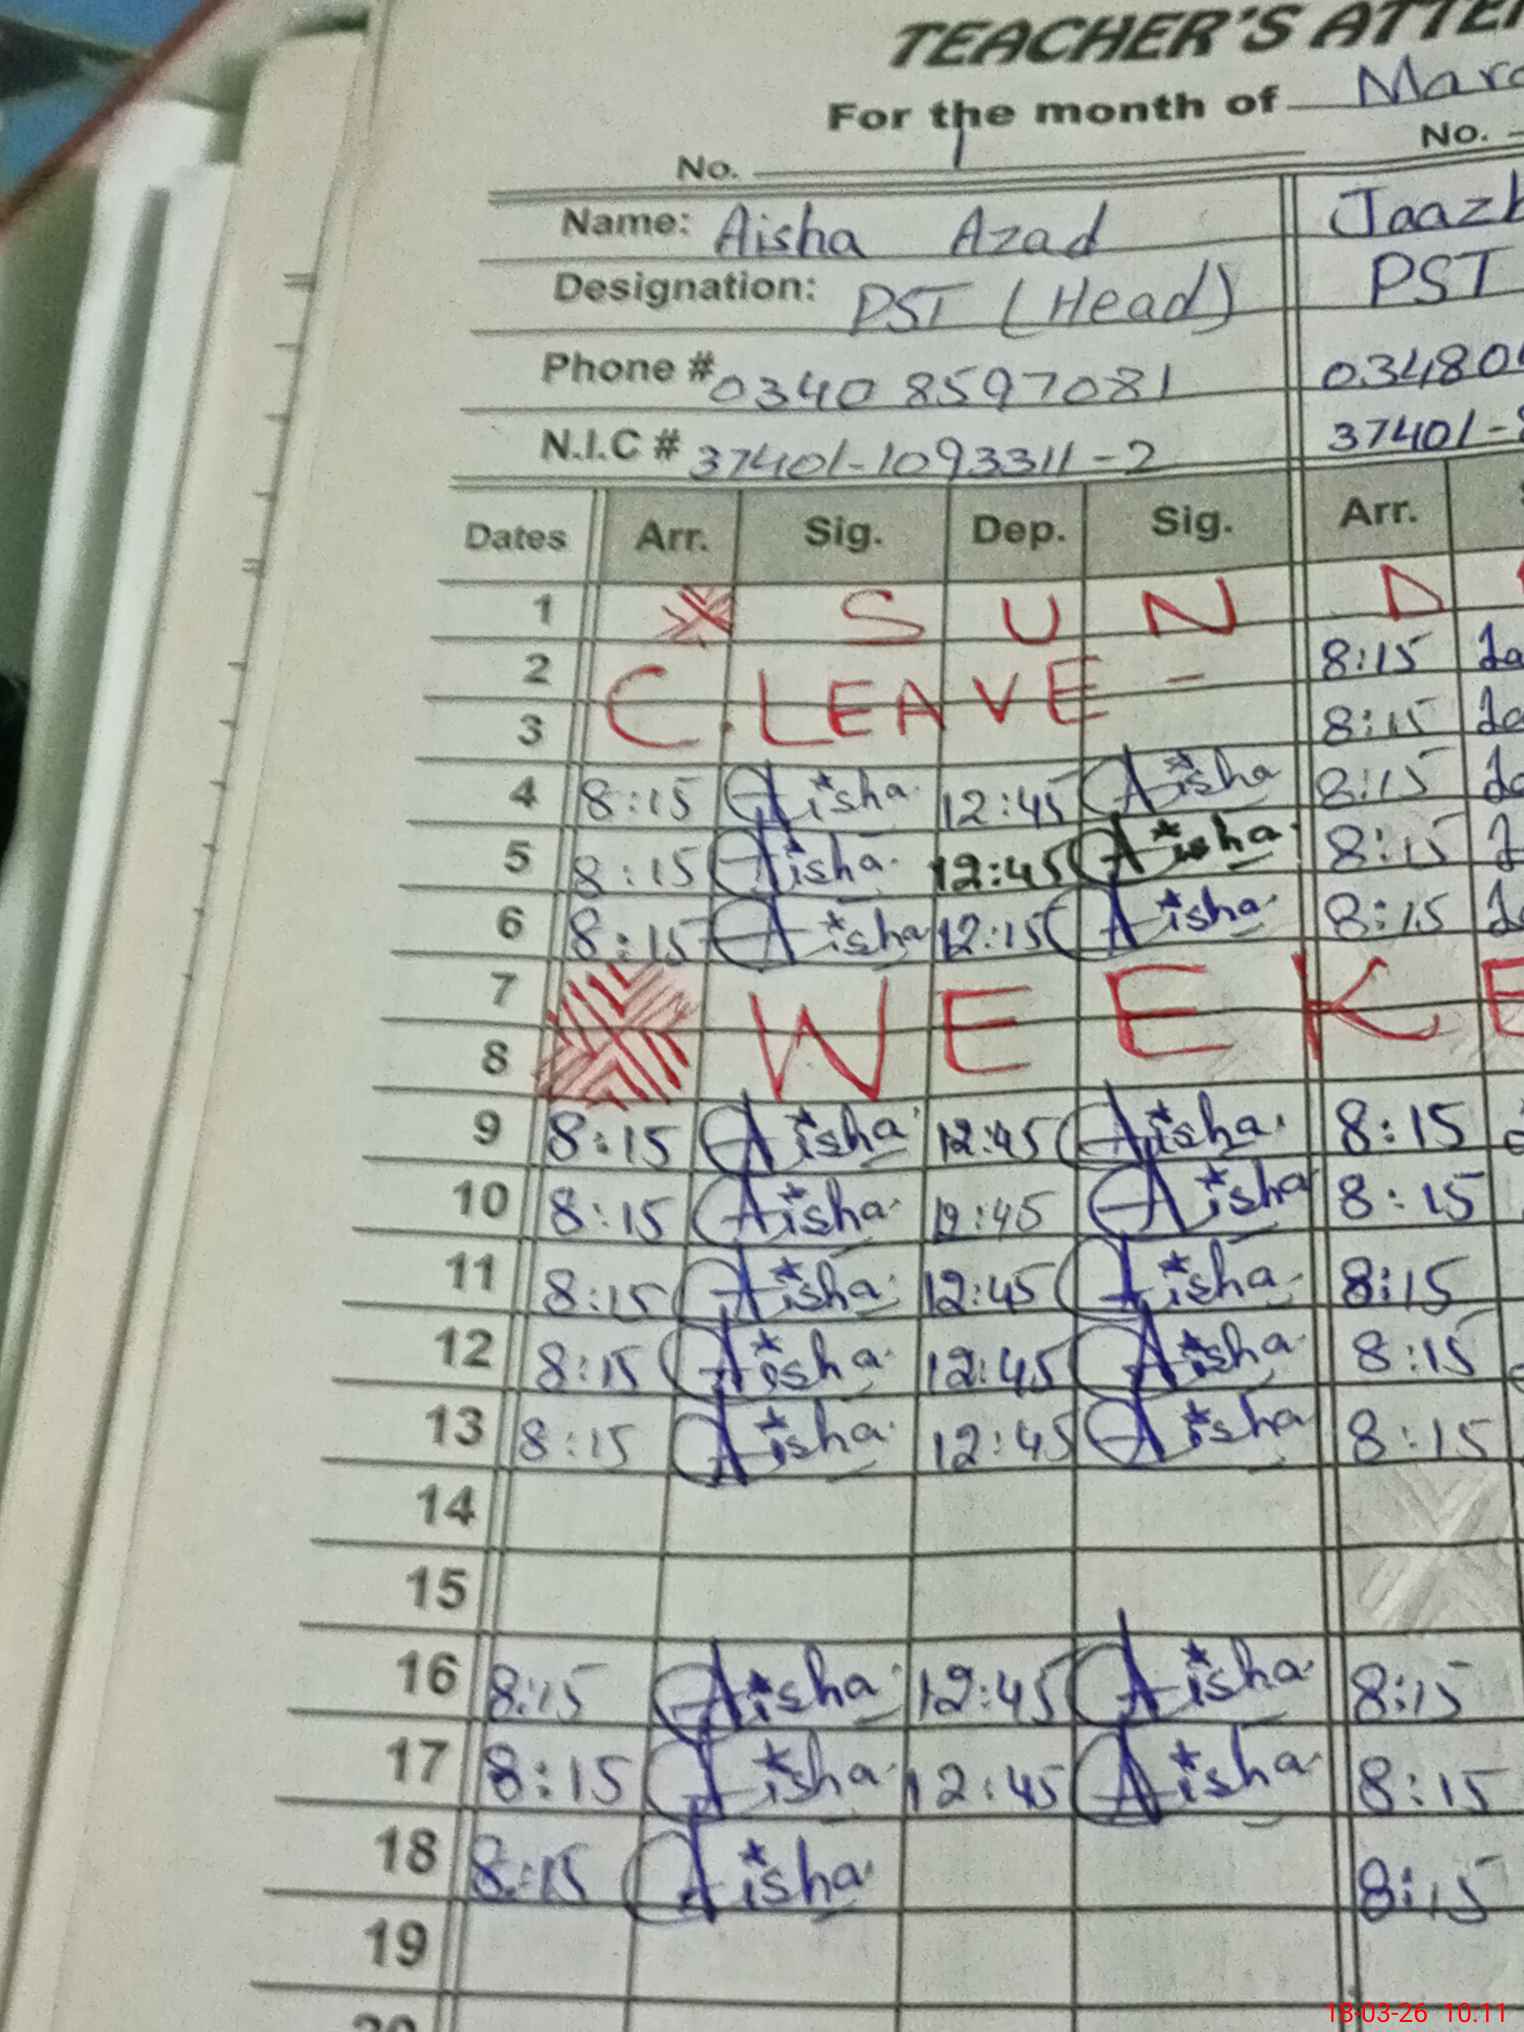 TEACHER'S ATTE
For the month of Marc
No. 1 No.
Name: Aisha Azad Jaazb
Designation: PST (Head) PST
Phone # 0340 8597081 03480
N.I.C # 37401-1093311-2 37401-
Dates Arr. Sig. Dep. Sig. Arr.
1 S U N D
2 8:15
C. LEAVE -
3 8:15
4 8:15 Aisha 12:45 Aisha 8:15
5 8:15 Aisha 12:45 Aisha 8:15
6 8:15 Aisha 12:15 Aisha 8:15
7
W E E K E
8
9 8:15 Aisha 12:45 Aisha 8:15
10 8:15 Aisha 12:45 Aisha 8:15
11 8:15 Aisha 12:45 Aisha 8:15
12 8:15 Aisha 12:45 Aisha 8:15
13 8:15 Aisha 12:45 Aisha 8:15
14
15
16 8:15 Aisha 12:45 Aisha 8:15
17 8:15 Aisha 12:45 Aisha 8:15
18 8:15 Aisha 8:15
19
20
18-03-26 10:11